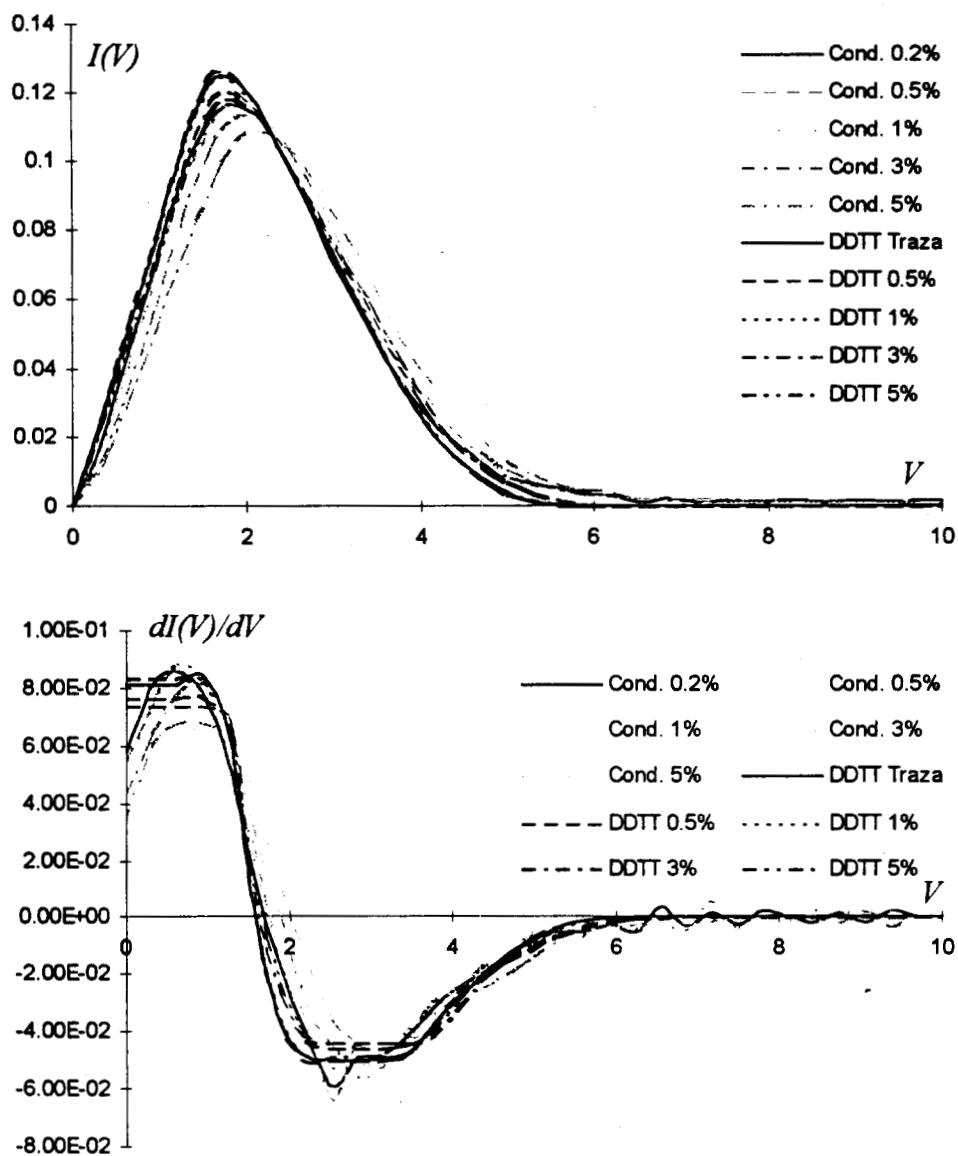 0.14
I(V)
0.12
0.1
0.08
0.06
0.04
0.02
0
0 2 4 6 8 10
V
Cond. 0.2%
Cond. 0.5%
Cond. 1%
Cond. 3%
Cond. 5%
DDTT Traza
DDTT 0.5%
DDTT 1%
DDTT 3%
DDTT 5%
dI(V)/dV
1.00E-01
8.00E-02
6.00E-02
4.00E-02
2.00E-02
0.00E+00
-2.00E-02
-4.00E-02
-6.00E-02
-8.00E-02
0 2 4 6 8 10
V
Cond. 0.2% Cond. 0.5%
Cond. 1% Cond. 3%
Cond. 5% DDTT Traza
DDTT 0.5% DDTT 1%
DDTT 3% DDTT 5%